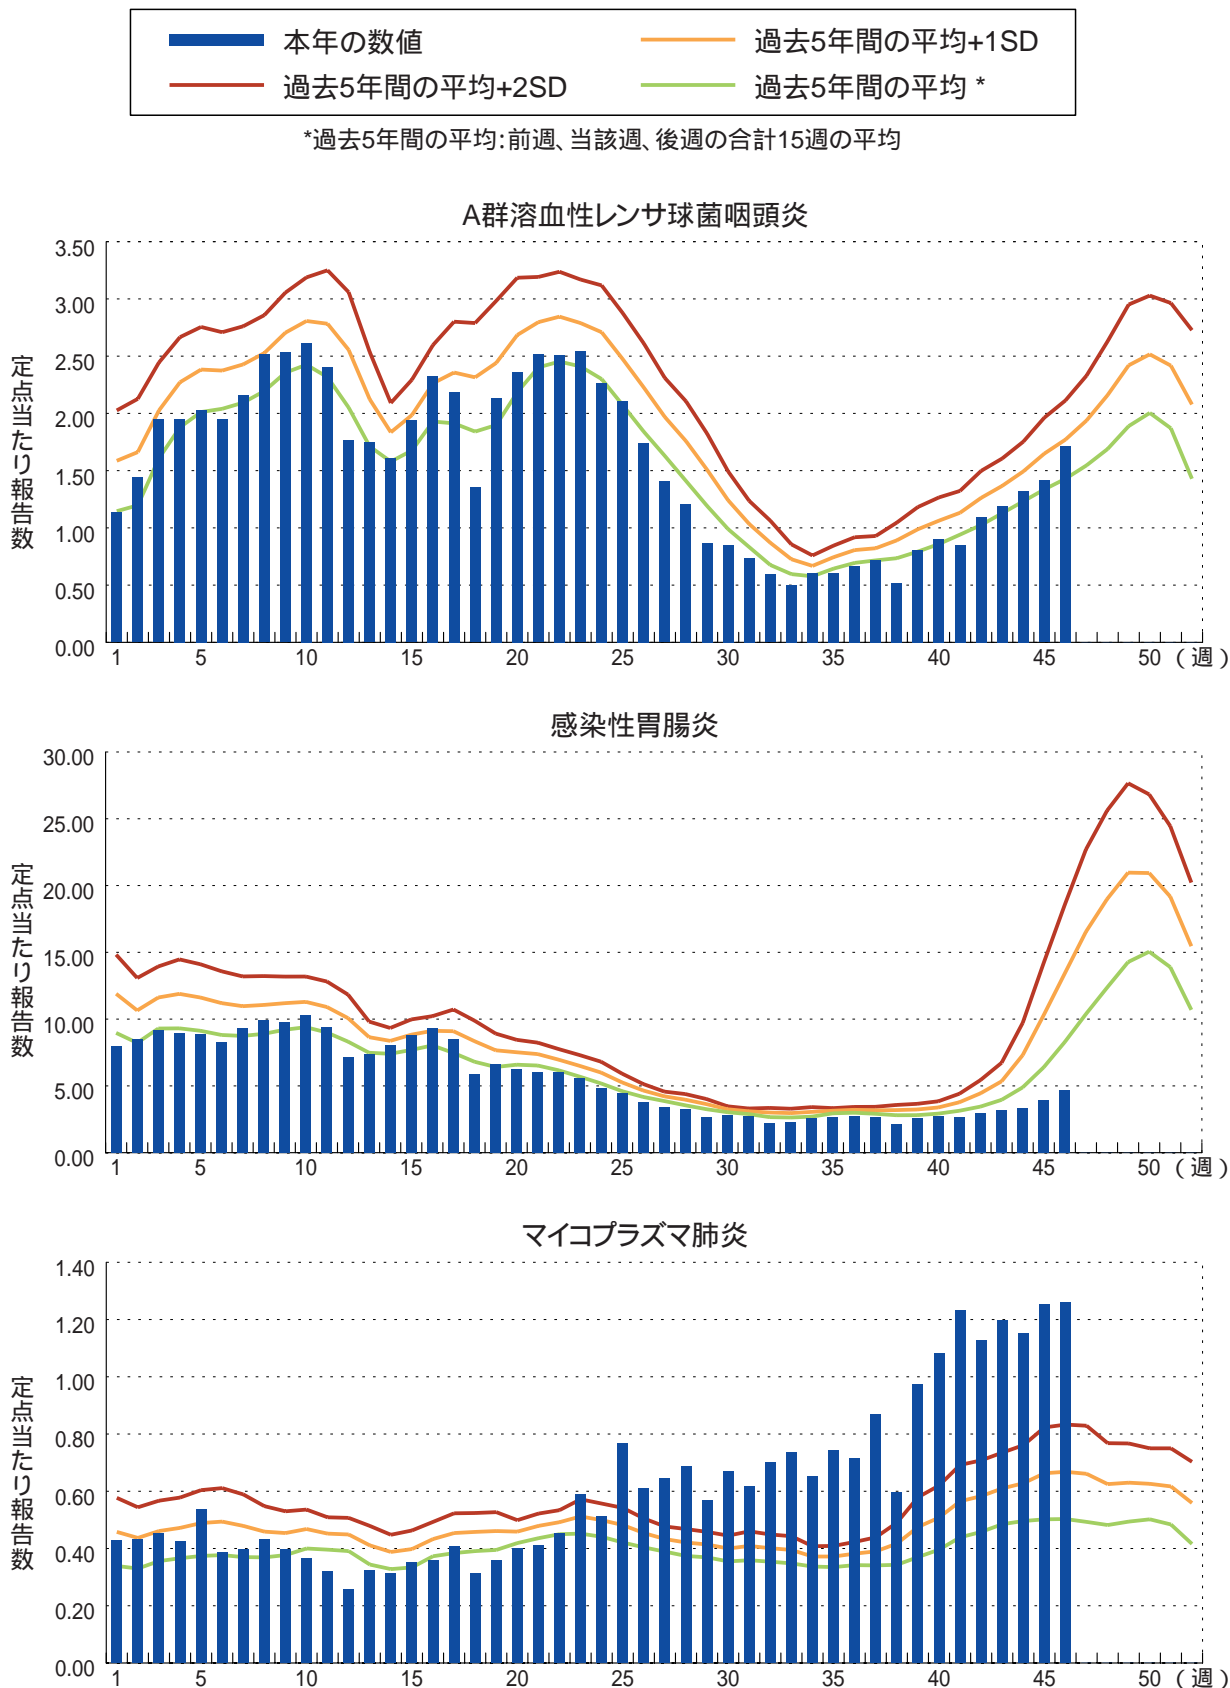 本年の数値
過去5年間の平均+1SD
過去5年間の平均+2SD
過去5年間の平均 *
*過去5年間の平均:前週、当該週、後週の合計15週の平均
A群溶血性レンサ球菌咽頭炎
3.50
3.00
2.50
2.00
1.50
1.00
0.50
0.00
定点当たり報告数
1 5 10 15 20 25 30 35 40 45 50 (週)
感染性胃腸炎
30.00
25.00
20.00
15.00
10.00
5.00
0.00
定点当たり報告数
1 5 10 15 20 25 30 35 40 45 50 (週)
マイコプラズマ肺炎
1.40
1.20
1.00
0.80
0.60
0.40
0.20
0.00
定点当たり報告数
1 5 10 15 20 25 30 35 40 45 50 (週)